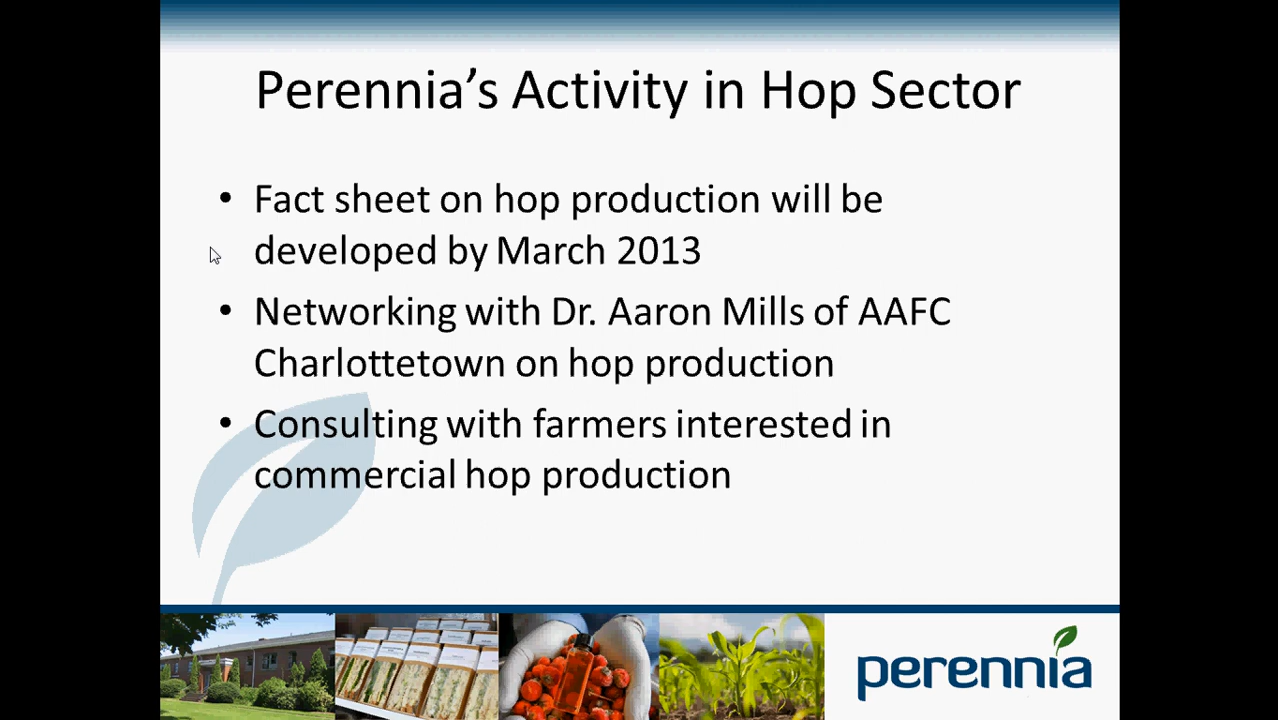 Perennia’s Activity in Hop Sector
• Fact sheet on hop production will be
developed by March 2013
• Networking with Dr. Aaron Mills of AAFC
Charlottetown on hop production
• Consulting with farmers interested in
commercial hop production
perennia